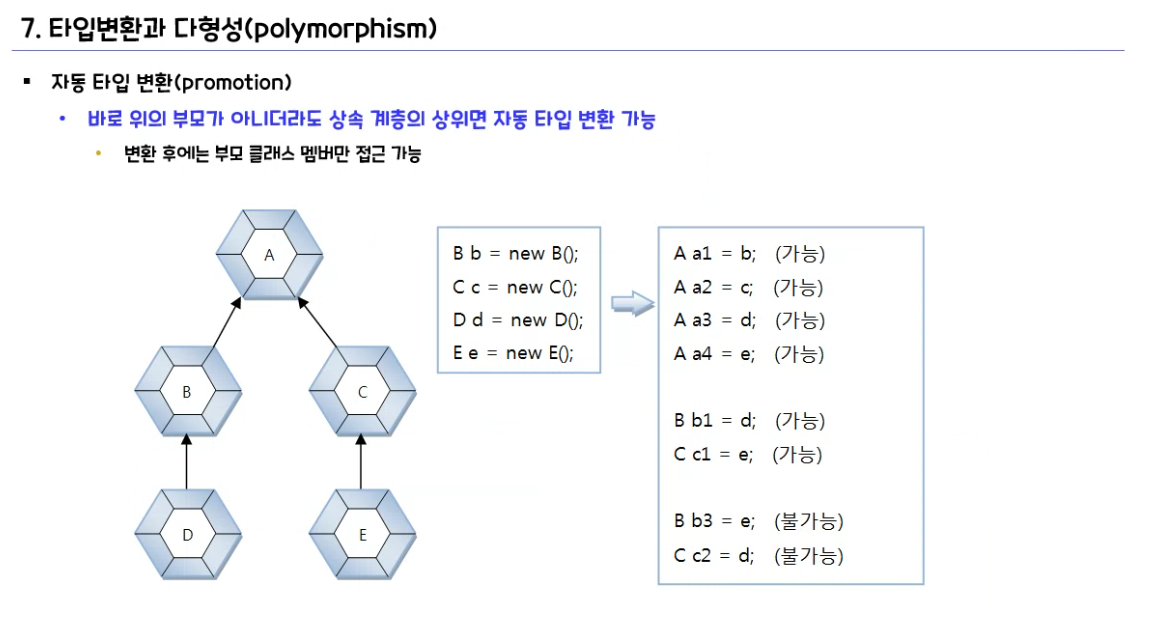 7. 타입변환과 다형성(polymorphism)
▪ 자동 타입 변환(promotion)
• 바로 위의 부모가 아니더라도 상속 계층의 상위면 자동 타입 변환 가능
• 변환 후에는 부모 클래스 멤버만 접근 가능
A
B
C
D
E
B b = new B();
C c = new C();
D d = new D();
E e = new E();
A a1 = b; (가능)
A a2 = c; (가능)
A a3 = d; (가능)
A a4 = e; (가능)
B b1 = d; (가능)
C c1 = e; (가능)
B b3 = e; (불가능)
C c2 = d; (불가능)